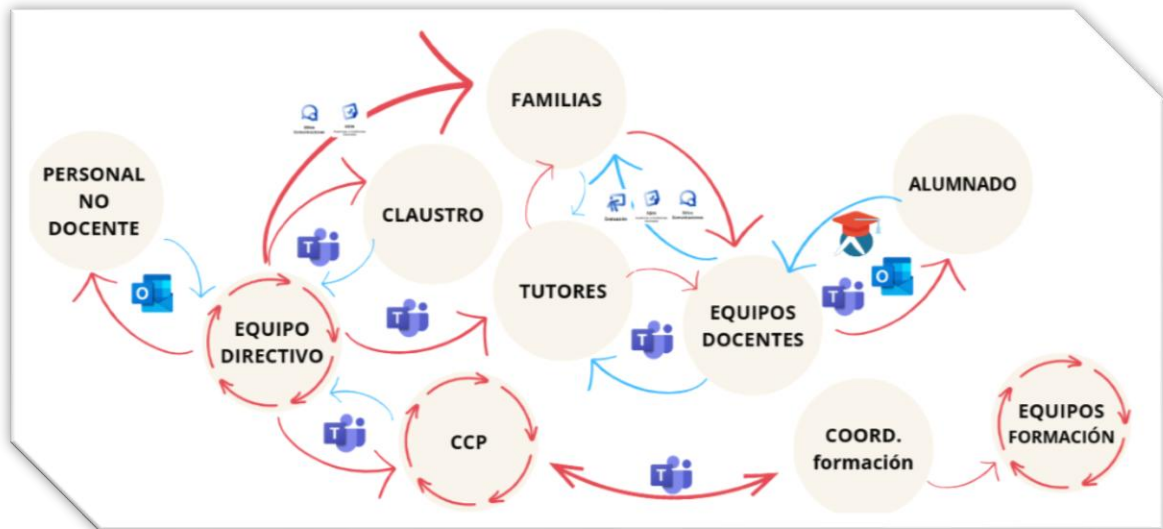 FAMILIAS
PERSONAL
NO
DOCENTE
CLAUSTRO
ALUMNADO
TUTORES
EQUIPO
DIRECTIVO
EQUIPOS
DOCENTES
CCP
COORD.
formación
EQUIPOS
FORMACIÓN